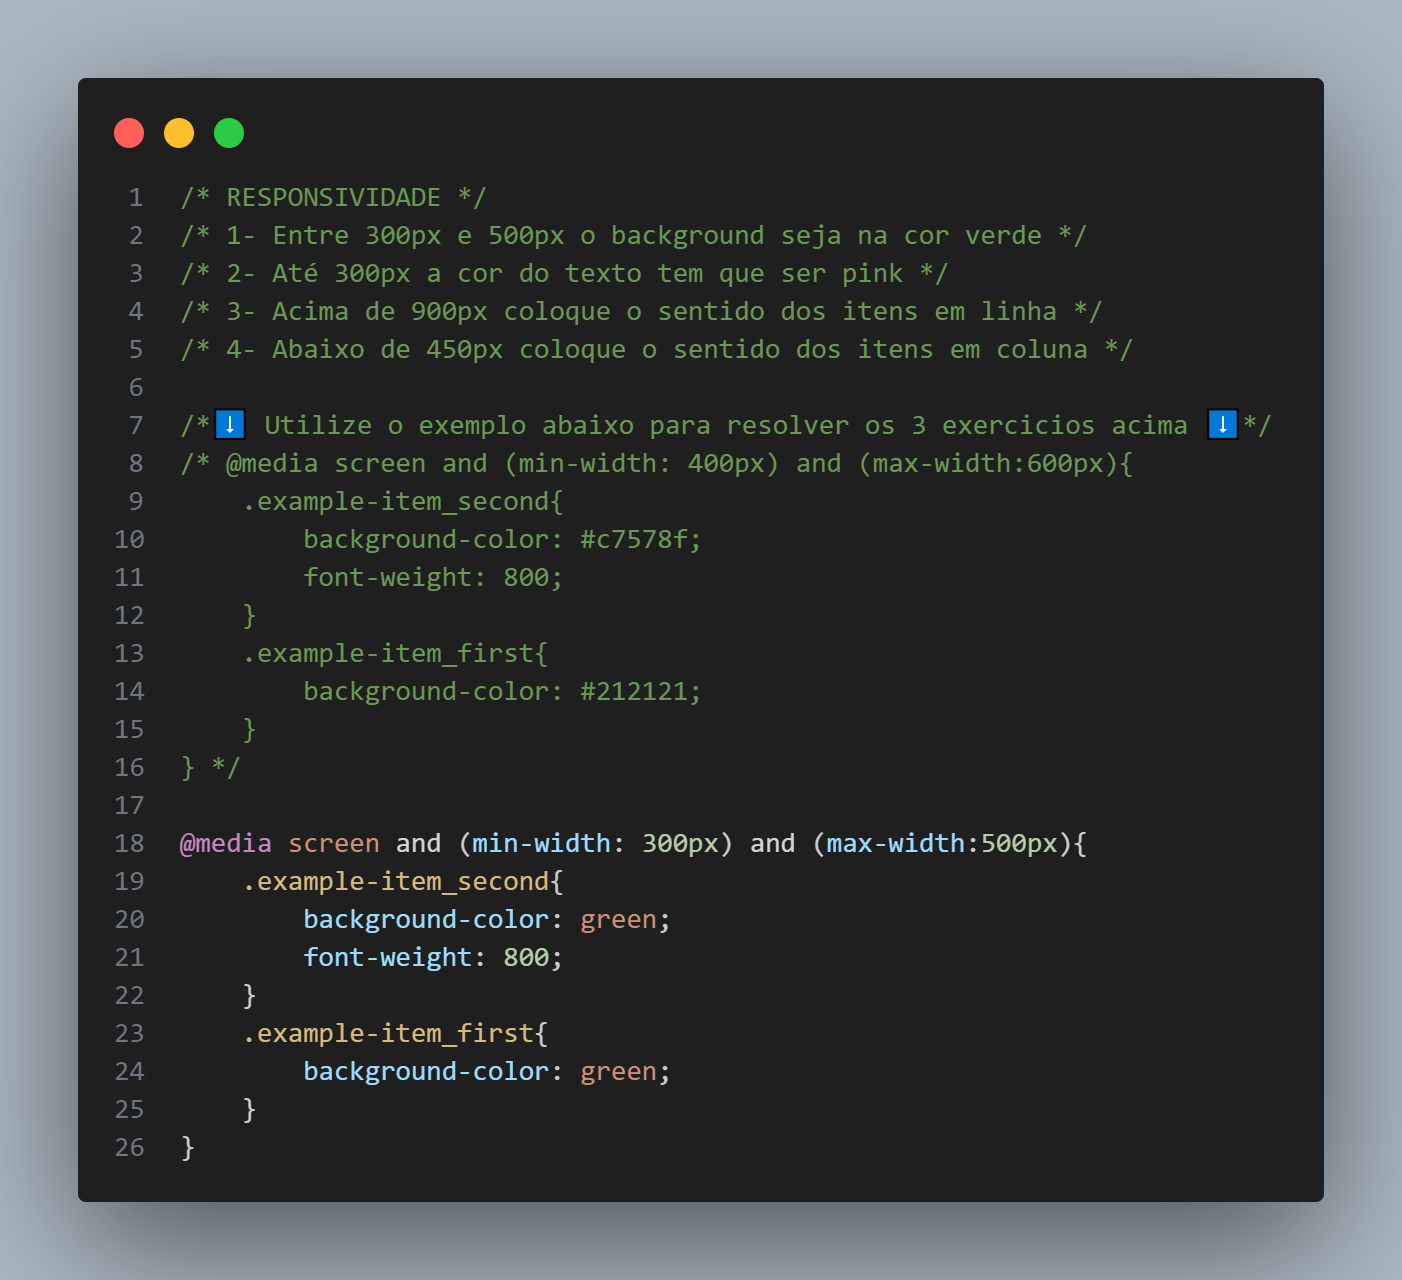 1 /* RESPONSIVIDADE */
2 /* 1- Entre 300px e 500px o background seja na cor verde */
3 /* 2- Até 300px a cor do texto tem que ser pink */
4 /* 3- Acima de 900px coloque o sentido dos itens em linha */
5 /* 4- Abaixo de 450px coloque o sentido dos itens em coluna */
6
7 /*⬇️ Utilize o exemplo abaixo para resolver os 3 exercicios acima ⬇️*/
8 /* @media screen and (min-width: 400px) and (max-width:600px){
9     .example-item_second{
10         background-color: #c7578f;
11         font-weight: 800;
12     }
13     .example-item_first{
14         background-color: #212121;
15     }
16 } */
17
18 @media screen and (min-width: 300px) and (max-width:500px){
19     .example-item_second{
20         background-color: green;
21         font-weight: 800;
22     }
23     .example-item_first{
24         background-color: green;
25     }
26 }